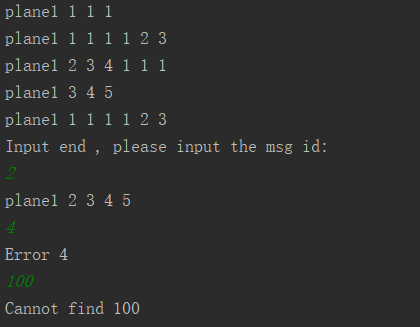 plane1 1 1 1
plane1 1 1 1 1 2 3
plane1 2 3 4 1 1 1
plane1 3 4 5
plane1 1 1 1 1 2 3
Input end , please input the msg id:
2
plane1 2 3 4 5
4
Error 4
100
Cannot find 100